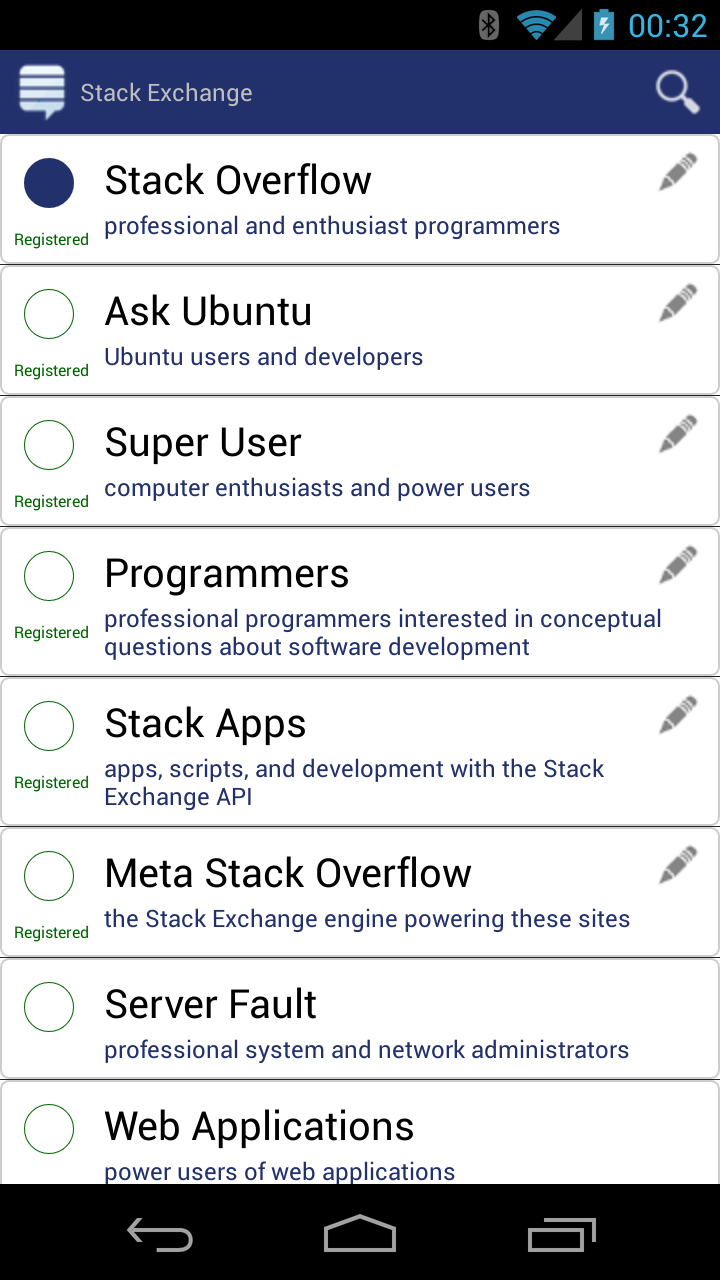 00:32
Stack Exchange
Stack Overflow
professional and enthusiast programmers
Registered
Ask Ubuntu
Ubuntu users and developers
Registered
Super User
computer enthusiasts and power users
Registered
Programmers
professional programmers interested in conceptual
questions about software development
Registered
Stack Apps
apps, scripts, and development with the Stack
Exchange API
Registered
Meta Stack Overflow
the Stack Exchange engine powering these sites
Registered
Server Fault
professional system and network administrators
Web Applications
power users of web applications